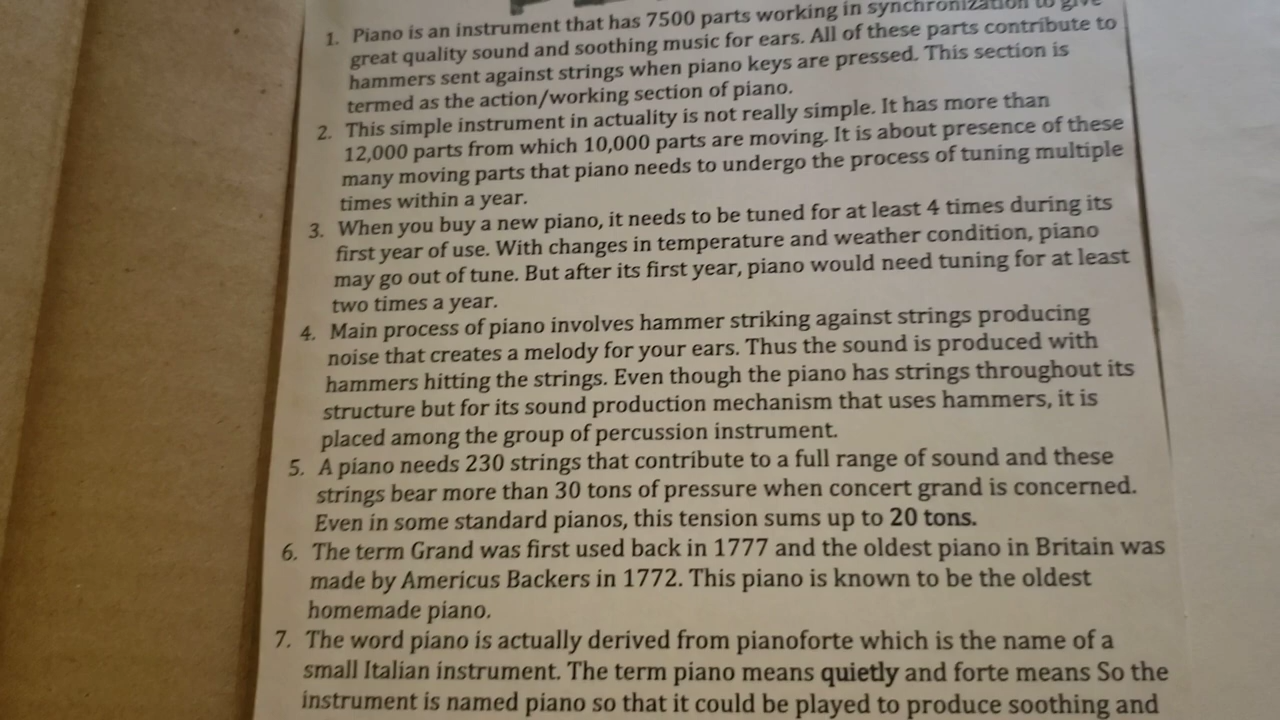 1. Piano is an instrument that has 7500 parts working in synchronization to give
great quality sound and soothing music for ears. All of these parts contribute to
hammers sent against strings when piano keys are pressed. This section is
termed as the action/working section of piano.
2. This simple instrument in actuality is not really simple. It has more than
12,000 parts from which 10,000 parts are moving. It is about presence of these
many moving parts that piano needs to undergo the process of tuning multiple
times within a year.
3. When you buy a new piano, it needs to be tuned for at least 4 times during its
first year of use. With changes in temperature and weather condition, piano
may go out of tune. But after its first year, piano would need tuning for at least
two times a year.
4. Main process of piano involves hammer striking against strings producing
noise that creates a melody for your ears. Thus the sound is produced with
hammers hitting the strings. Even though the piano has strings throughout its
structure but for its sound production mechanism that uses hammers, it is
placed among the group of percussion instrument.
5. A piano needs 230 strings that contribute to a full range of sound and these
strings bear more than 30 tons of pressure when concert grand is concerned.
Even in some standard pianos, this tension sums up to 20 tons.
6. The term Grand was first used back in 1777 and the oldest piano in Britain was
made by Americus Backers in 1772. This piano is known to be the oldest
homemade piano.
7. The word piano is actually derived from pianoforte which is the name of a
small Italian instrument. The term piano means quietly and forte means So the
instrument is named piano so that it could be played to produce soothing and